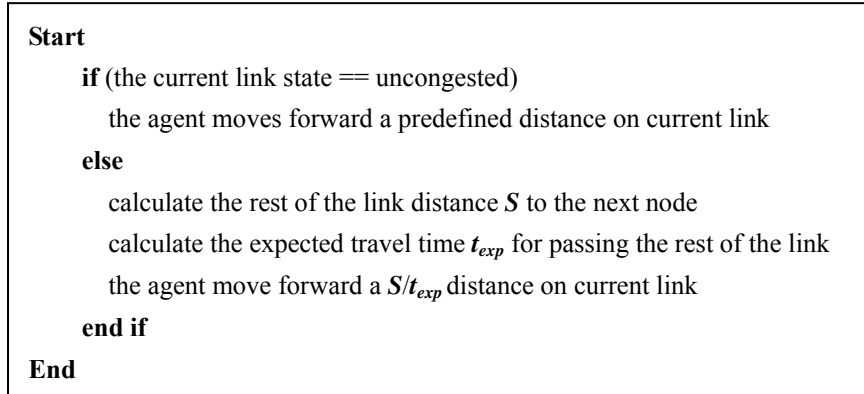 Start
if (the current link state == uncongested)
the agent moves forward a predefined distance on current link
else
calculate the rest of the link distance S to the next node
calculate the expected travel time t_exp for passing the rest of the link
the agent move forward a S/t_exp distance on current link
end if
End